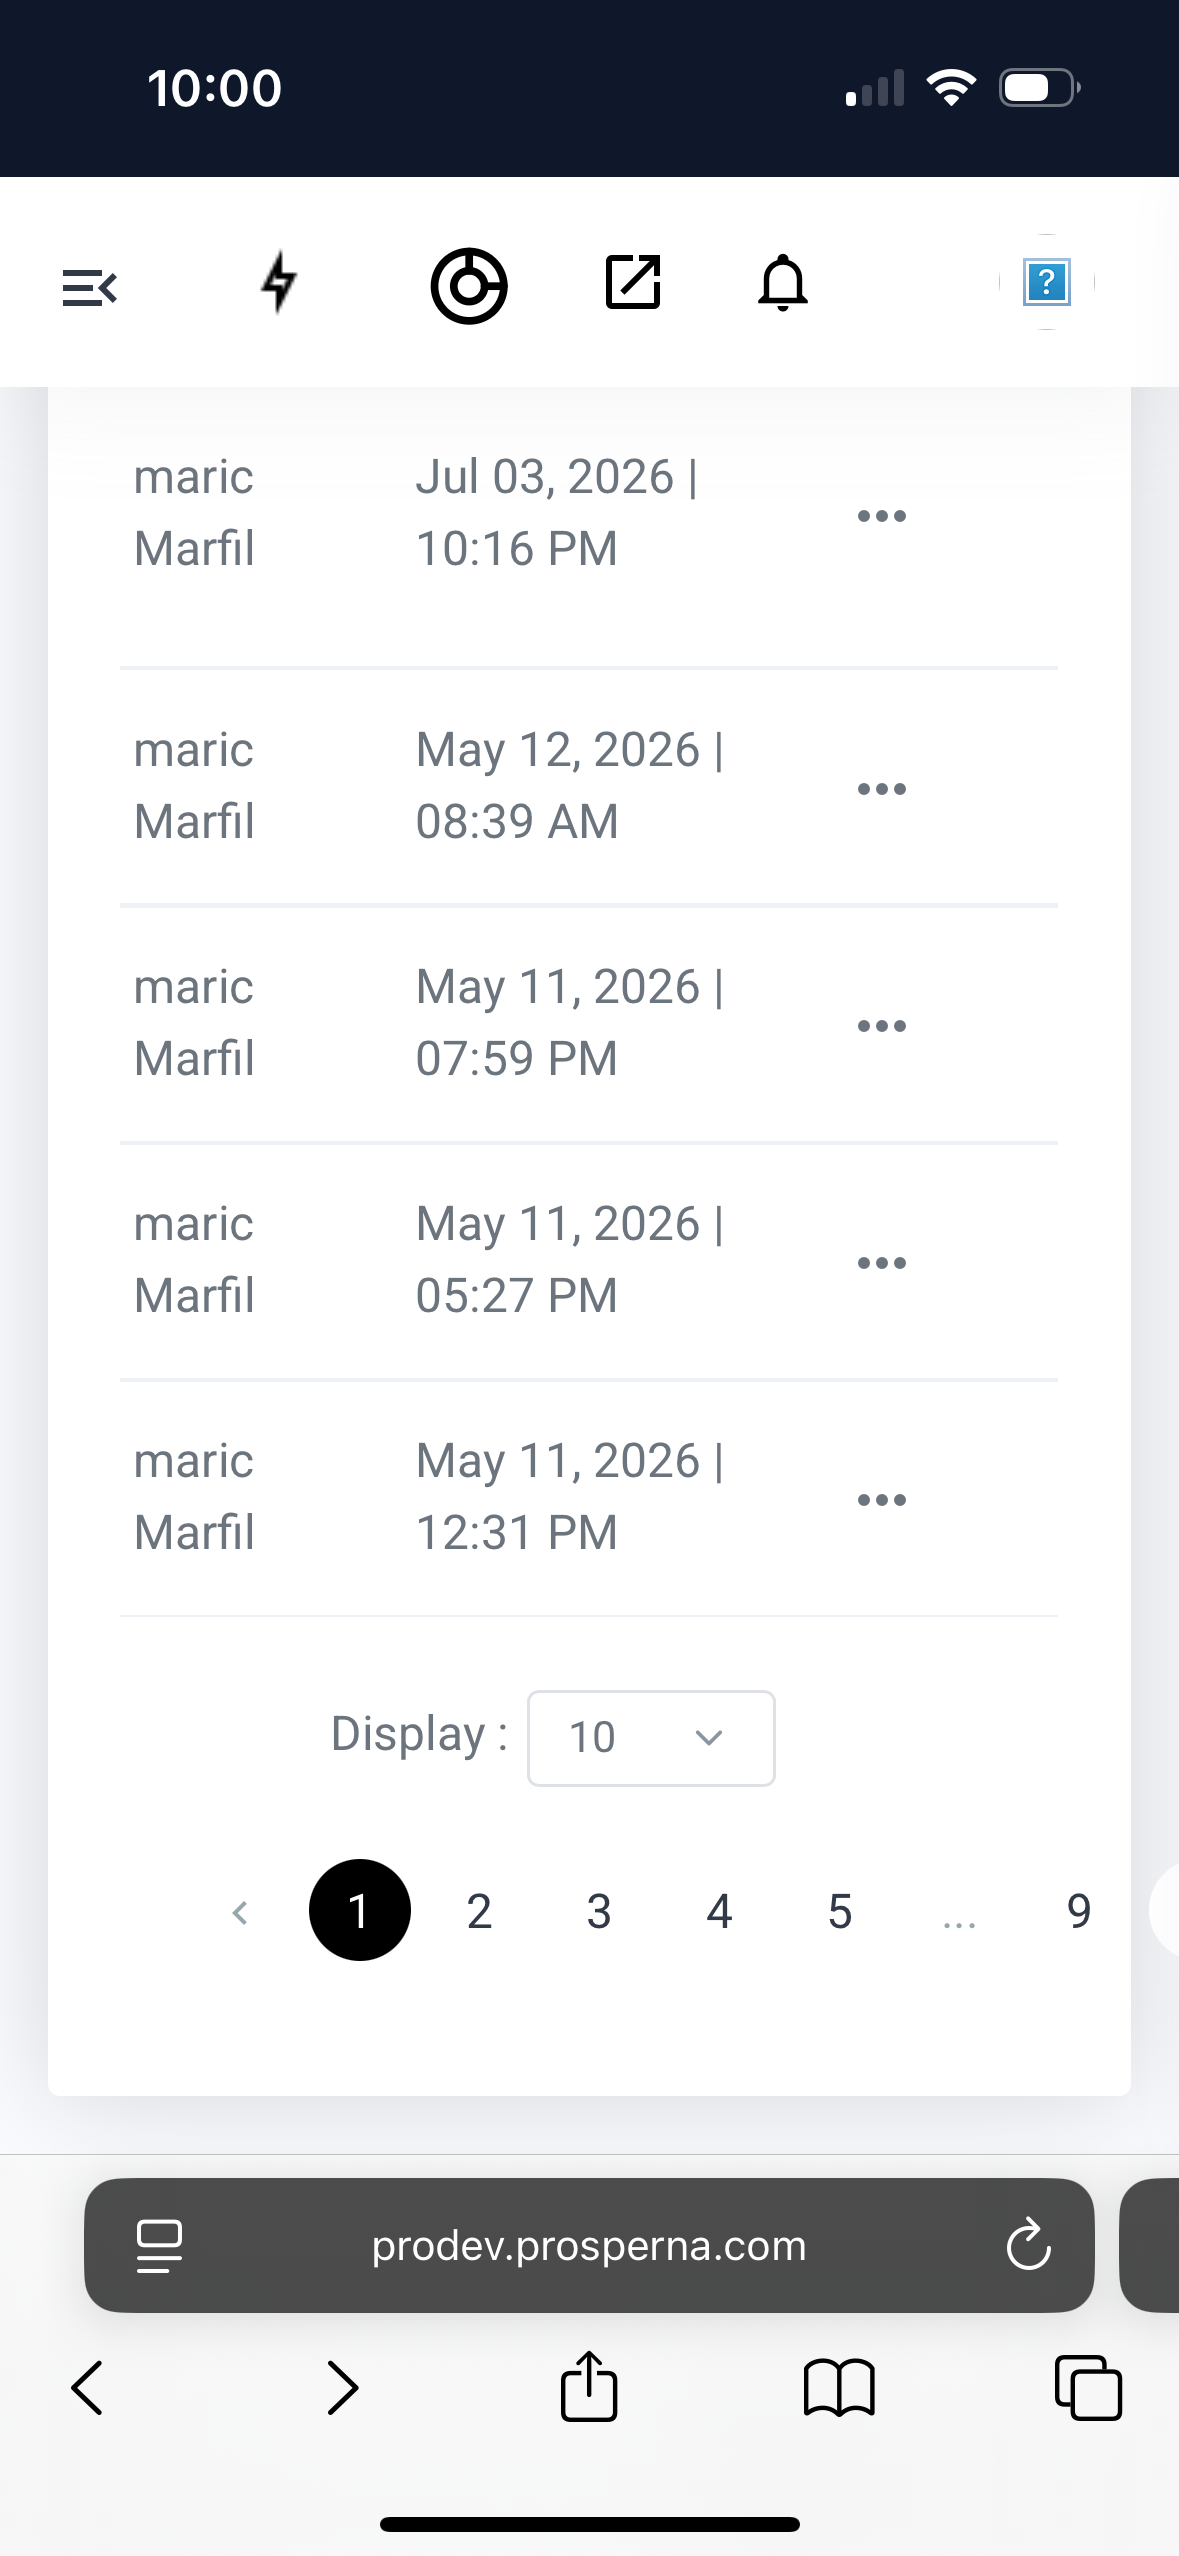 10:00
?
maric Jul 03, 2026 |
Marfil 10:16 PM
maric May 12, 2026 |
Marfil 08:39 AM
maric May 11, 2026 |
Marfil 07:59 PM
maric May 11, 2026 |
Marfil 05:27 PM
maric May 11, 2026 |
Marfil 12:31 PM
Display : 10
1 2 3 4 5 ... 9
prodev.prosperna.com